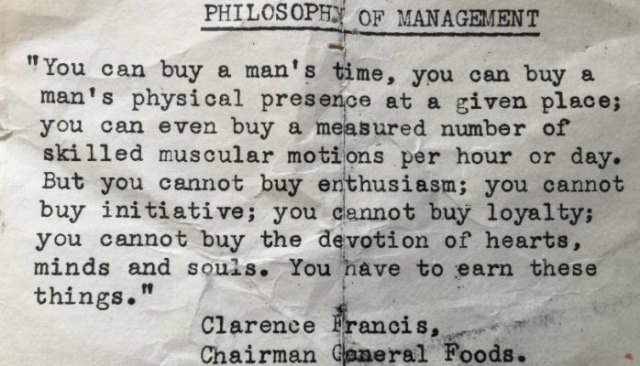 PHILOSOPHY OF MANAGEMENT
"You can buy a man's time, you can buy a
man's physical presence at a given place;
you can even buy a measured number of
skilled muscular motions per hour or day.
But you cannot buy enthusiasm; you cannot
buy initiative; you cannot buy loyalty;
you cannot buy the devotion of hearts,
minds and souls. You have to earn these
things."
Clarence Francis,
Chairman General Foods.